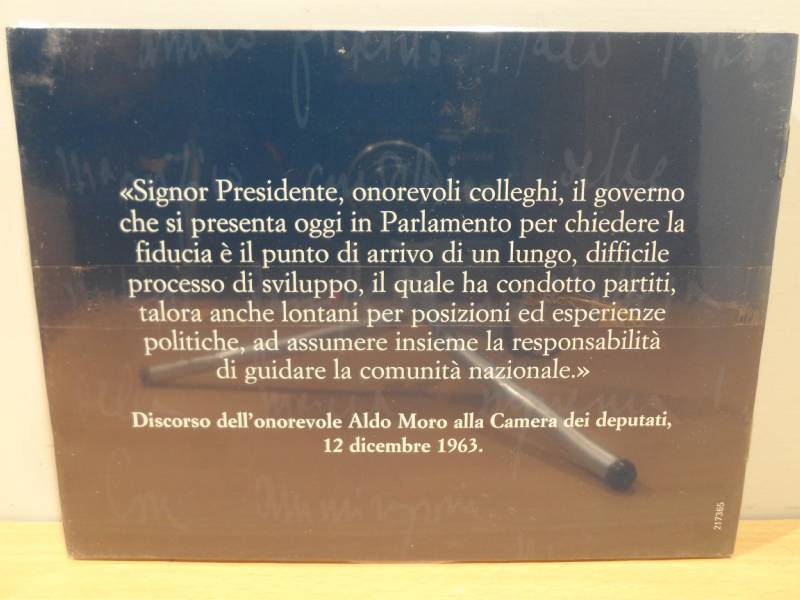 «Signor Presidente, onorevoli colleghi, il governo
che si presenta oggi in Parlamento per chiedere la
fiducia è il punto di arrivo di un lungo, difficile
processo di sviluppo, il quale ha condotto partiti,
talora anche lontani per posizioni ed esperienze
politiche, ad assumere insieme la responsabilità
di guidare la comunità nazionale.»
Discorso dell'onorevole Aldo Moro alla Camera dei deputati,
12 dicembre 1963.
217365